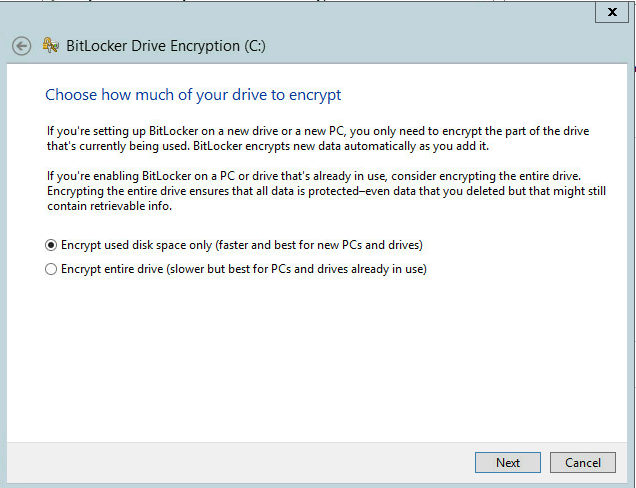 x
BitLocker Drive Encryption (C:)
Choose how much of your drive to encrypt
If you're setting up BitLocker on a new drive or a new PC, you only need to encrypt the part of the drive
that's currently being used. BitLocker encrypts new data automatically as you add it.
If you're enabling BitLocker on a PC or drive that's already in use, consider encrypting the entire drive.
Encrypting the entire drive ensures that all data is protected–even data that you deleted but that might still
contain retrievable info.
Encrypt used disk space only (faster and best for new PCs and drives)
Encrypt entire drive (slower but best for PCs and drives already in use)
Next Cancel